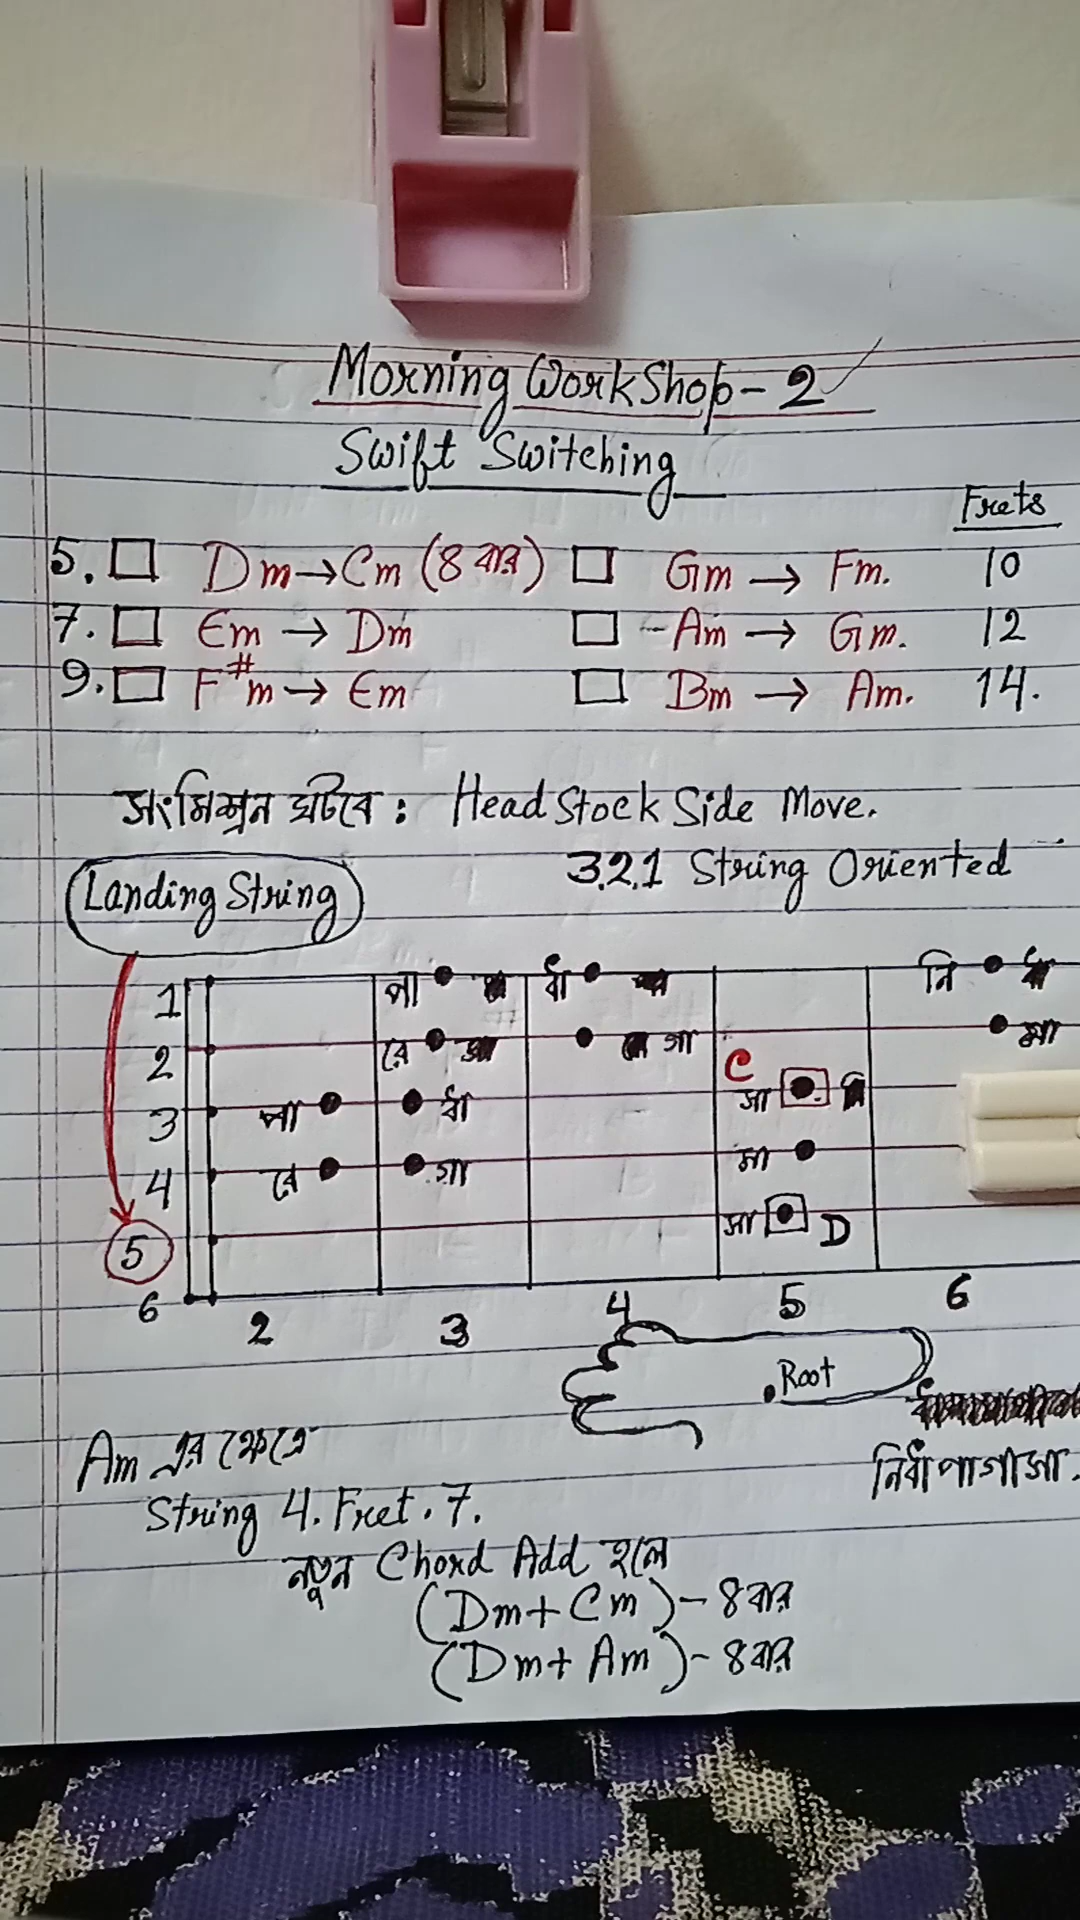 Morning WorkShop - 2
Swift Switching
Frets
5. Dm → Cm (8 বার) Gm → Fm. 10
7. Em → Dm Am → Gm. 12
9. F#m → Em Bm → Am. 14.
সংমিশ্রন ঘটবে : Head Stock Side Move.
3.2.1 String Oriented
Landing String
1 পা ধা নি ধা
2 রে গা মা
C
3 পা ধা সা নি
4 রে গা মা
5 সা D
6
2 3 4 5 6
Root
Am এর ক্ষেত্রে
নিধাপাগাসা.
String 4. Fret. 7.
নতুন Chord Add হলে
(Dm + Cm) - 8 বার
(Dm + Am) - 8 বার